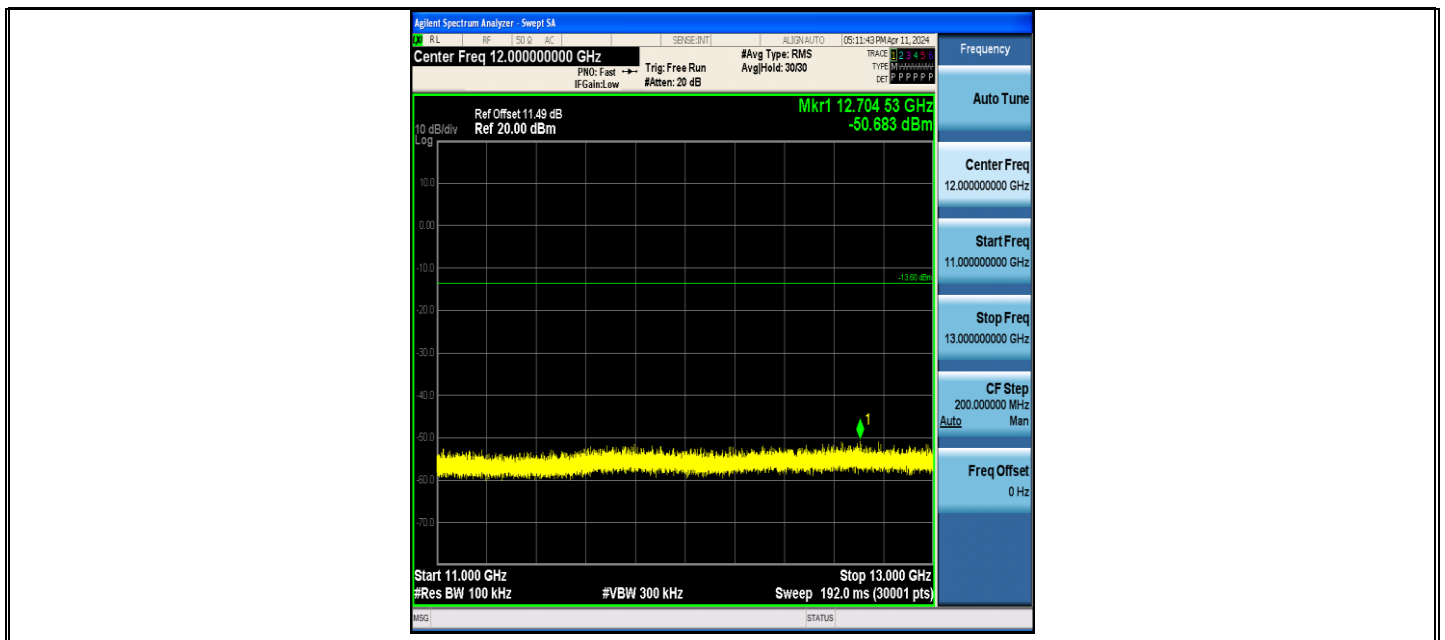 Agilent Spectrum Analyzer - Swept SA
RL RF 50 Ω AC SENSE:INT ALIGN AUTO 05:11:43 PM Apr 11, 2024
Center Freq 12.000000000 GHz
PNO: Fast
IFGain:Low
Trig: Free Run
#Atten: 20 dB
#Avg Type: RMS
Avg|Hold: 30/30
TRACE 1 2 3 4 5 6
TYPE
DET P P P P P P
Mkr1 12.704 53 GHz
-50.683 dBm
Ref Offset 11.49 dB
10 dB/div Ref 20.00 dBm
Log
10.0
0.00
-10.0
-13.60 dBm
-20.0
-30.0
-40.0
1
-50.0
-60.0
-70.0
Start 11.000 GHz Stop 13.000 GHz
#Res BW 100 kHz #VBW 300 kHz Sweep 192.0 ms (30001 pts)
MSG STATUS
Frequency
Auto Tune
Center Freq
12.000000000 GHz
Start Freq
11.000000000 GHz
Stop Freq
13.000000000 GHz
CF Step
200.000000 MHz
Auto Man
Freq Offset
0 Hz